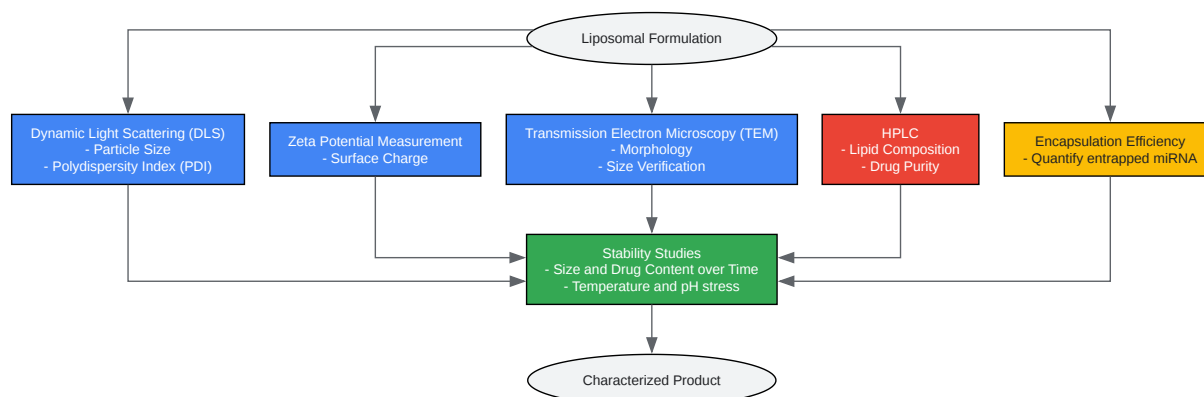 Liposomal Formulation
Dynamic Light Scattering (DLS)
- Particle Size
- Polydispersity Index (PDI)
Zeta Potential Measurement
- Surface Charge
Transmission Electron Microscopy (TEM)
- Morphology
- Size Verification
HPLC
- Lipid Composition
- Drug Purity
Encapsulation Efficiency
- Quantify entrapped miRNA
Stability Studies
- Size and Drug Content over Time
- Temperature and pH stress
Characterized Product